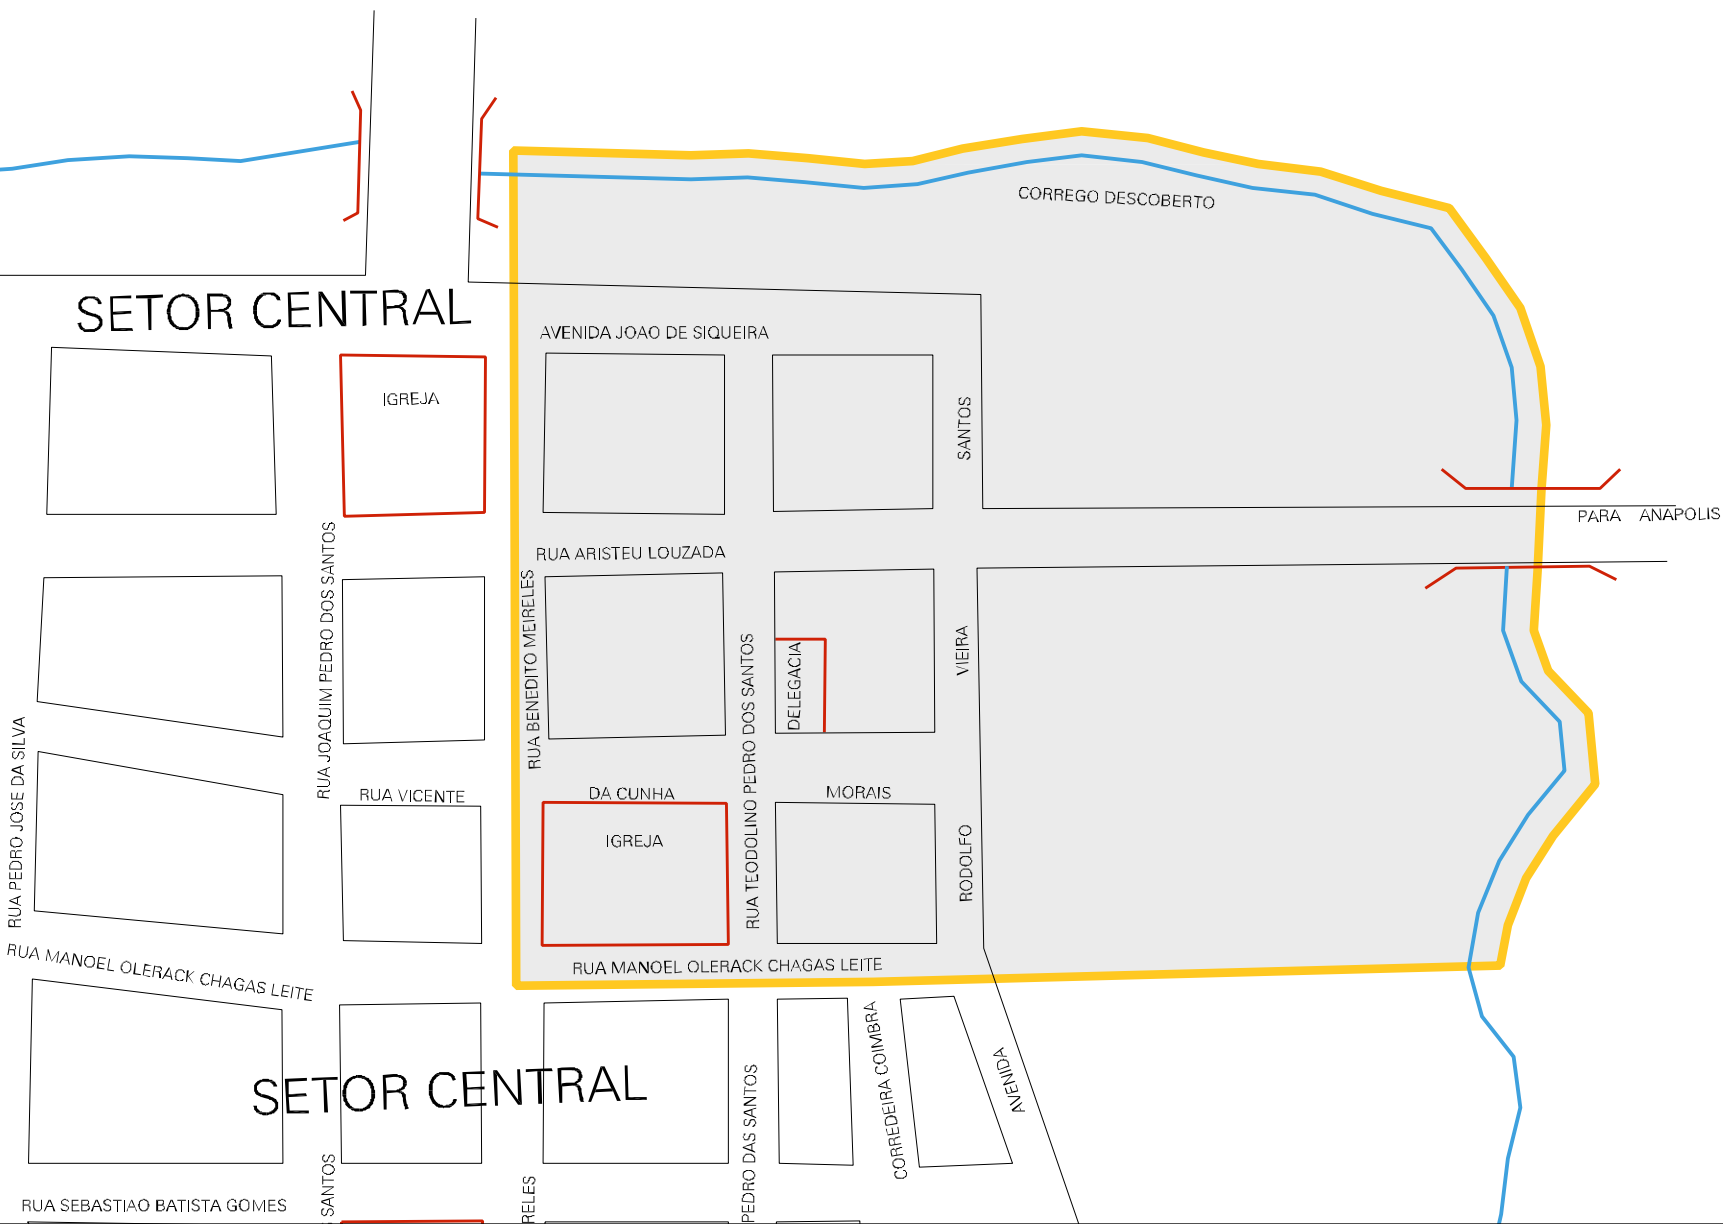 CORREGO DESCOBERTO
SETOR CENTRAL
AVENIDA JOAO DE SIQUEIRA
IGREJA
SANTOS
PARA ANAPOLIS
RUA ARISTEU LOUZADA
RUA JOAQUIM PEDRO DOS SANTOS
RUA BENEDITO MEIRELES
VIEIRA
DELEGACIA
RUA TEODOLINO PEDRO DOS SANTOS
RUA PEDRO JOSE DA SILVA
RUA VICENTE
DA CUNHA
MORAIS
IGREJA
RODOLFO
RUA MANOEL OLERACK CHAGAS LEITE
RUA MANOEL OLERACK CHAGAS LEITE
CORREDEIRA COIMBRA
AVENIDA
SETOR CENTRAL
PEDRO DAS SANTOS
SANTOS
RELES
RUA SEBASTIAO BATISTA GOMES